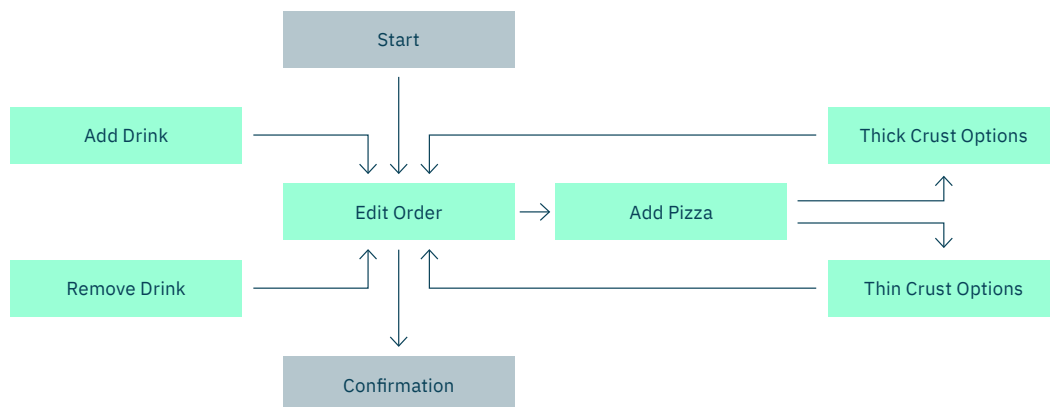 Start
Add Drink
Thick Crust Options
Edit Order
Add Pizza
Remove Drink
Thin Crust Options
Confirmation